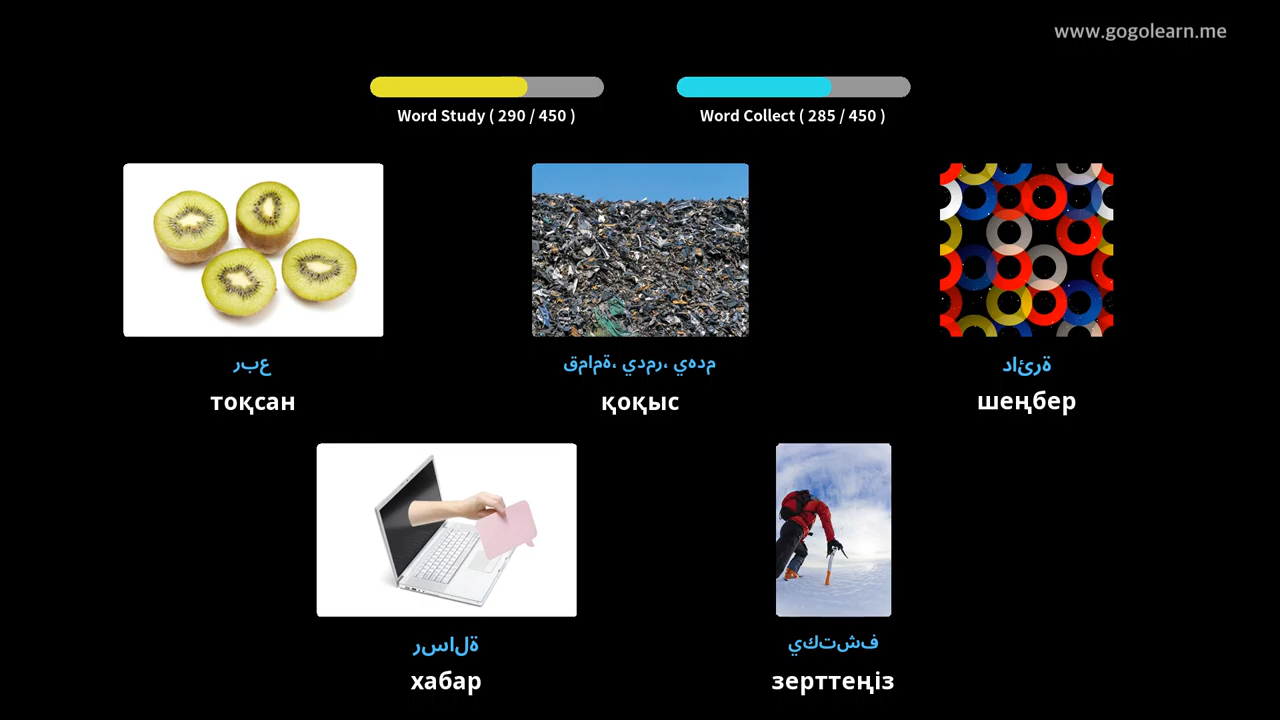 www.gogolearn.me
Word Study ( 290 / 450 )
Word Collect ( 285 / 450 )
ربع
قمامة، يدمر، يهدم
دائرة
тоқсан
қоқыс
шеңбер
رسالة
يكتشف
хабар
зерттеңіз